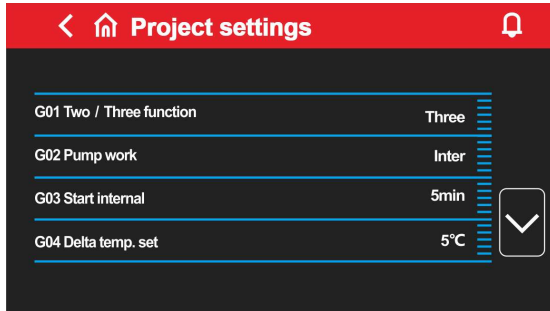 Project settings
G01 Two / Three function Three
G02 Pump work Inter
G03 Start internal 5min
G04 Delta temp. set 5℃